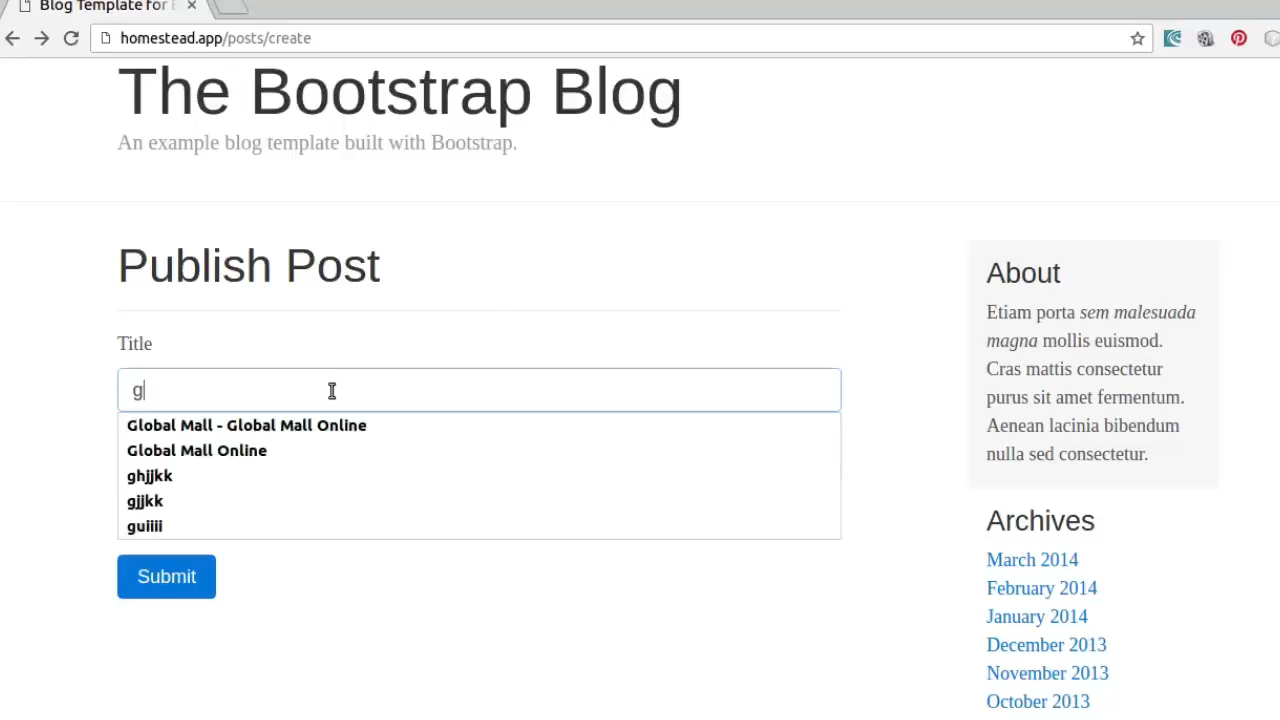 Blog Template for
homestead.app/posts/create
The Bootstrap Blog
An example blog template built with Bootstrap.
Publish Post
Title
g
Global Mall - Global Mall Online
Global Mall Online
ghjjkk
gjjkk
guiiii
Submit
About
Etiam porta sem malesuada
magna mollis euismod.
Cras mattis consectetur
purus sit amet fermentum.
Aenean lacinia bibendum
nulla sed consectetur.
Archives
March 2014
February 2014
January 2014
December 2013
November 2013
October 2013